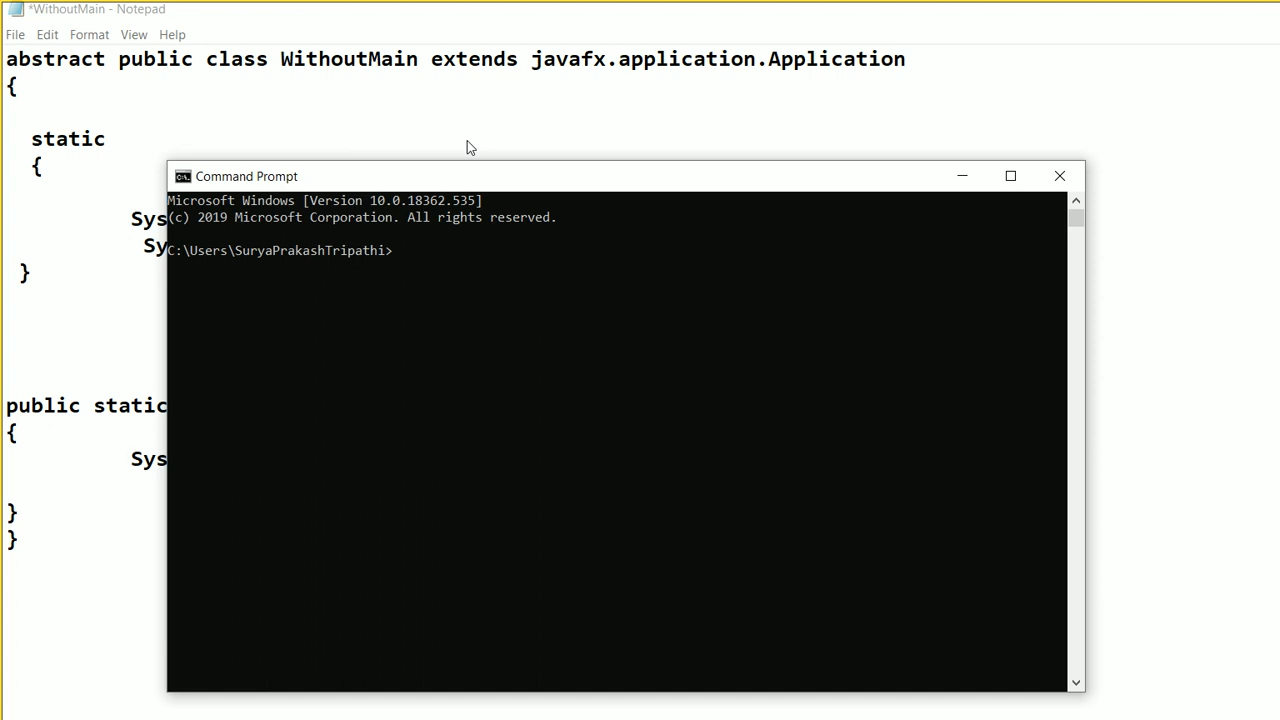 *WithoutMain - Notepad
File Edit Format View Help
abstract public class WithoutMain extends javafx.application.Application
{
static
{
Sys
Sy
}
public static
{
Sys
}
}
Command Prompt
Microsoft Windows [Version 10.0.18362.535]
(c) 2019 Microsoft Corporation. All rights reserved.
C:\Users\SuryaPrakashTripathi>